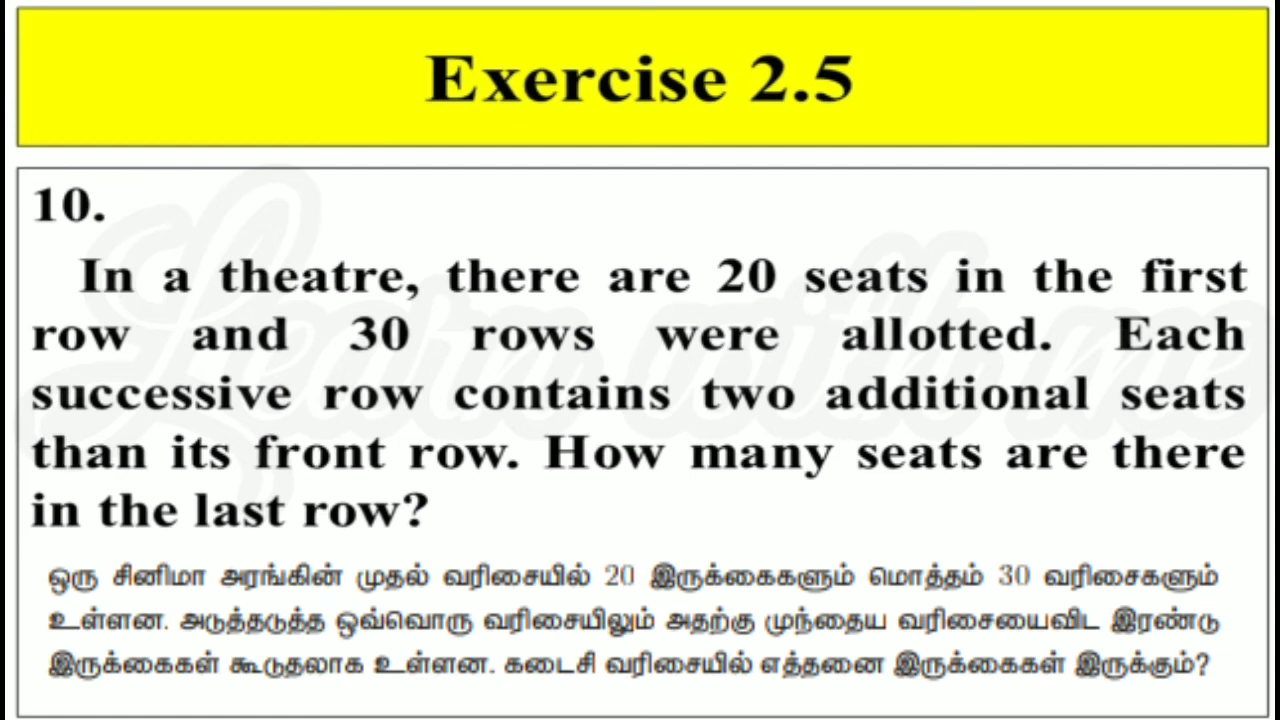 Exercise 2.5
10.
In a theatre, there are 20 seats in the first
row and 30 rows were allotted. Each
successive row contains two additional seats
than its front row. How many seats are there
in the last row?
ஒரு சினிமா அரங்கின் முதல் வரிசையில் 20 இருக்கைகளும் மொத்தம் 30 வரிசைகளும்
உள்ளன. அடுத்தடுத்த ஒவ்வொரு வரிசையிலும் அதற்கு முந்தைய வரிசையைவிட இரண்டு
இருக்கைகள் கூடுதலாக உள்ளன. கடைசி வரிசையில் எத்தனை இருக்கைகள் இருக்கும்?
Learn with me